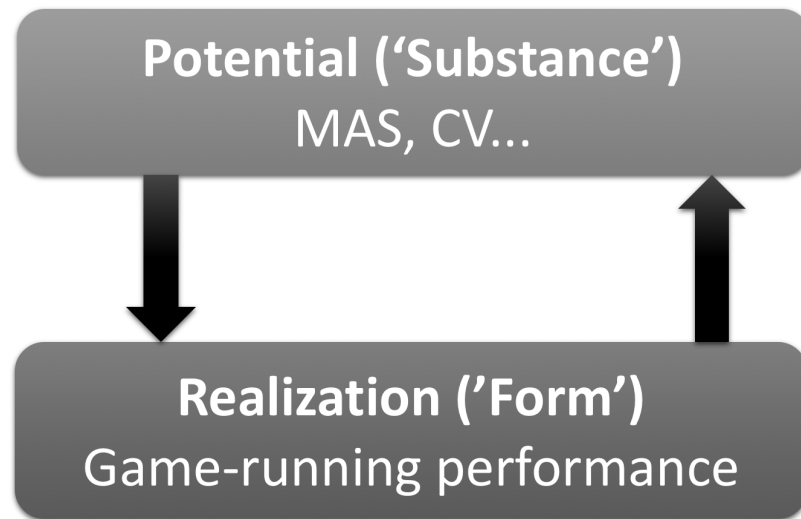 Potential (‘Substance’)
MAS, CV...
Realization (’Form’)
Game-running performance